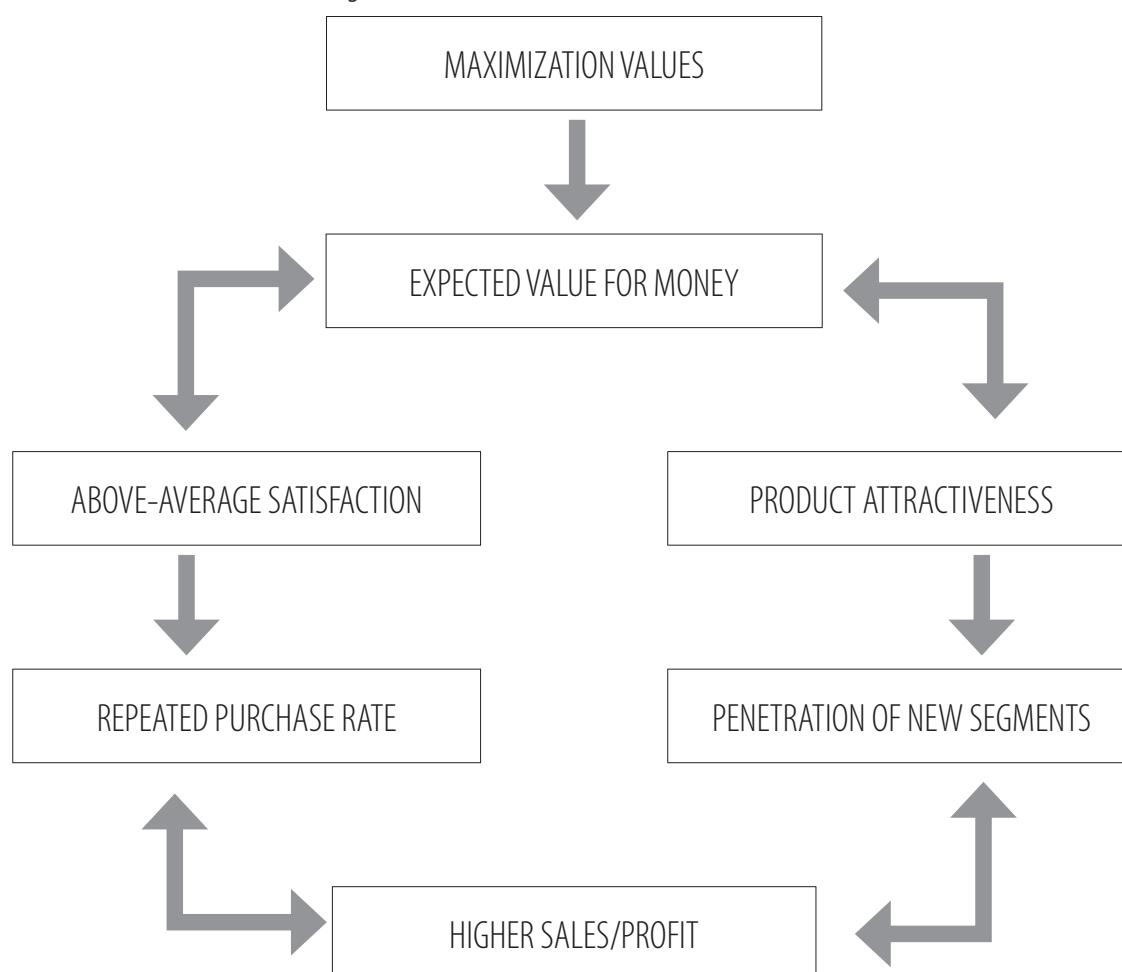 MAXIMIZATION VALUES
EXPECTED VALUE FOR MONEY
ABOVE-AVERAGE SATISFACTION
PRODUCT ATTRACTIVENESS
REPEATED PURCHASE RATE
PENETRATION OF NEW SEGMENTS
HIGHER SALES/PROFIT